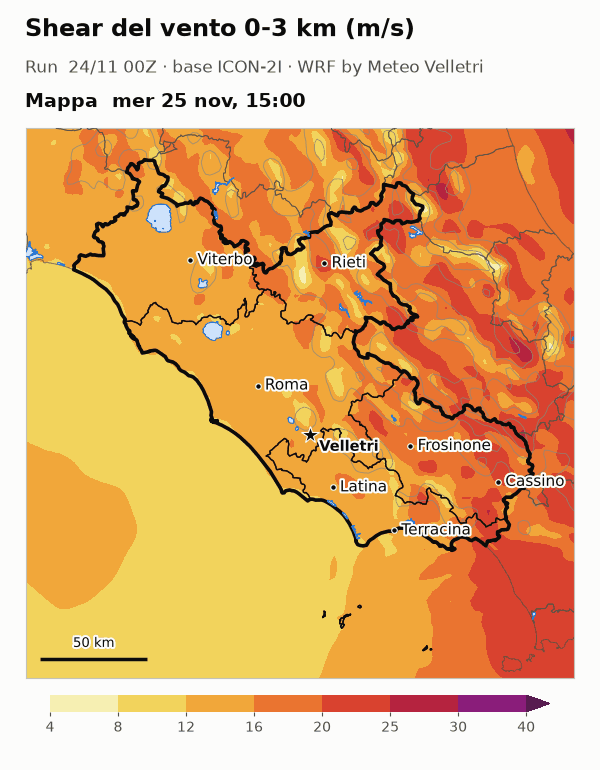 Shear del vento 0-3 km (m/s)
Run  24/11 00Z · base ICON-2I · WRF by Meteo Velletri
Mappa  mer 25 nov, 15:00
Viterbo
Rieti
Roma
Velletri
Frosinone
Cassino
Latina
Terracina
50 km
4 8 12 16 20 25 30 40